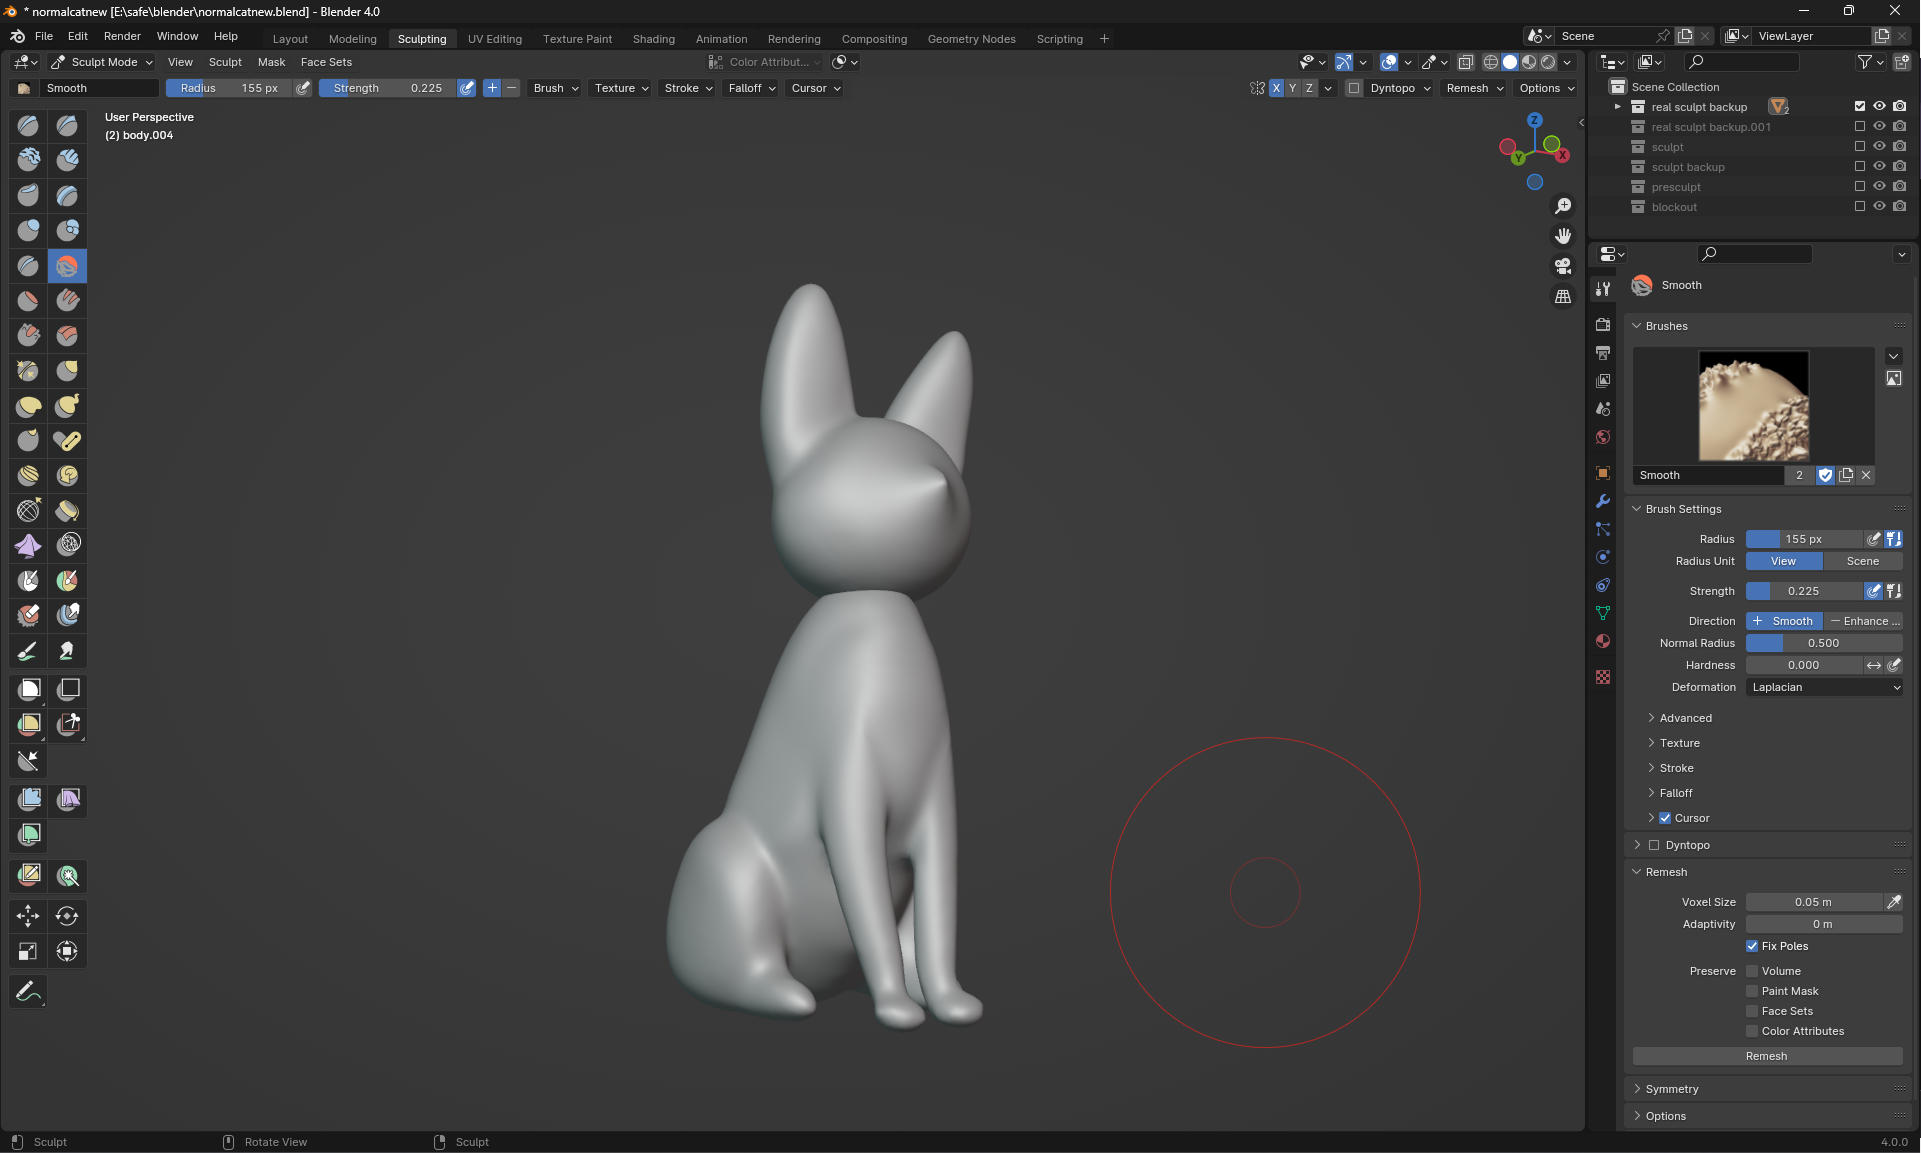 * normalcatnew [E:\safe\blender\normalcatnew.blend] - Blender 4.0
File Edit Render Window Help Layout Modeling Sculpting UV Editing Texture Paint Shading Animation Rendering Compositing Geometry Nodes Scripting + Scene ViewLayer
Sculpt Mode View Sculpt Mask Face Sets Color Attribut...
Smooth Radius 155 px Strength 0.225 Brush Texture Stroke Falloff Cursor X Y Z Dyntopo Remesh Options
User Perspective
(2) body.004
Z
Y
X
Scene Collection
real sculpt backup 2
real sculpt backup.001
sculpt
sculpt backup
presculpt
blockout
Smooth
Brushes
Smooth 2
Brush Settings
Radius 155 px
Radius Unit View Scene
Strength 0.225
Direction + Smooth − Enhance ...
Normal Radius 0.500
Hardness 0.000
Deformation Laplacian
Advanced
Texture
Stroke
Falloff
Cursor
Dyntopo
Remesh
Voxel Size 0.05 m
Adaptivity 0 m
Fix Poles
Preserve Volume
Paint Mask
Face Sets
Color Attributes
Remesh
Symmetry
Options
Sculpt Rotate View Sculpt 4.0.0